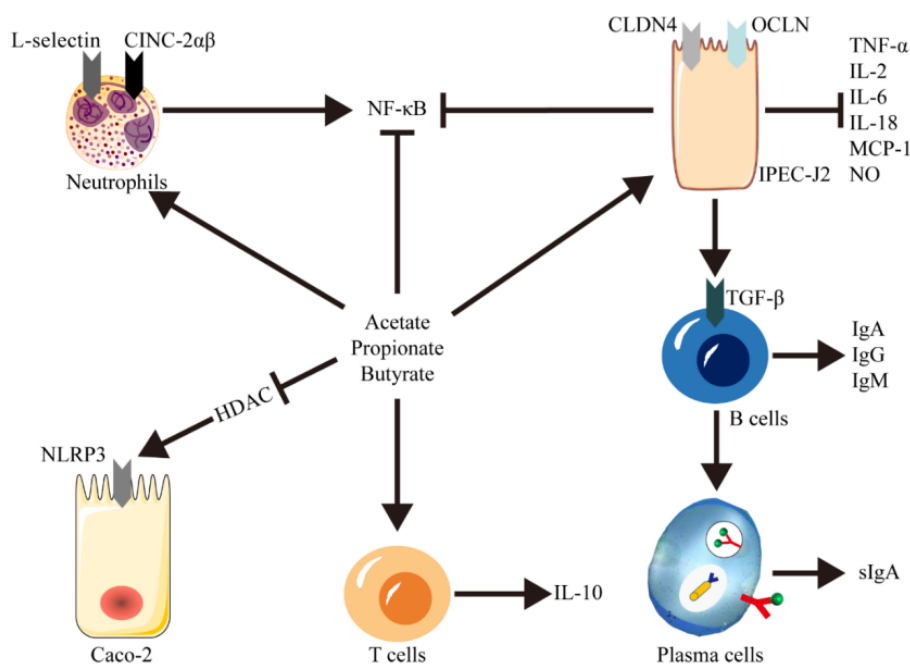 L-selectin
CINC-2αβ
Neutrophils
NF-κB
CLDN4
OCLN
IPEC-J2
TNF-α
IL-2
IL-6
IL-18
MCP-1
NO
TGF-β
B cells
IgA
IgG
IgM
Acetate
Propionate
Butyrate
HDAC
NLRP3
Caco-2
T cells
IL-10
Plasma cells
sIgA